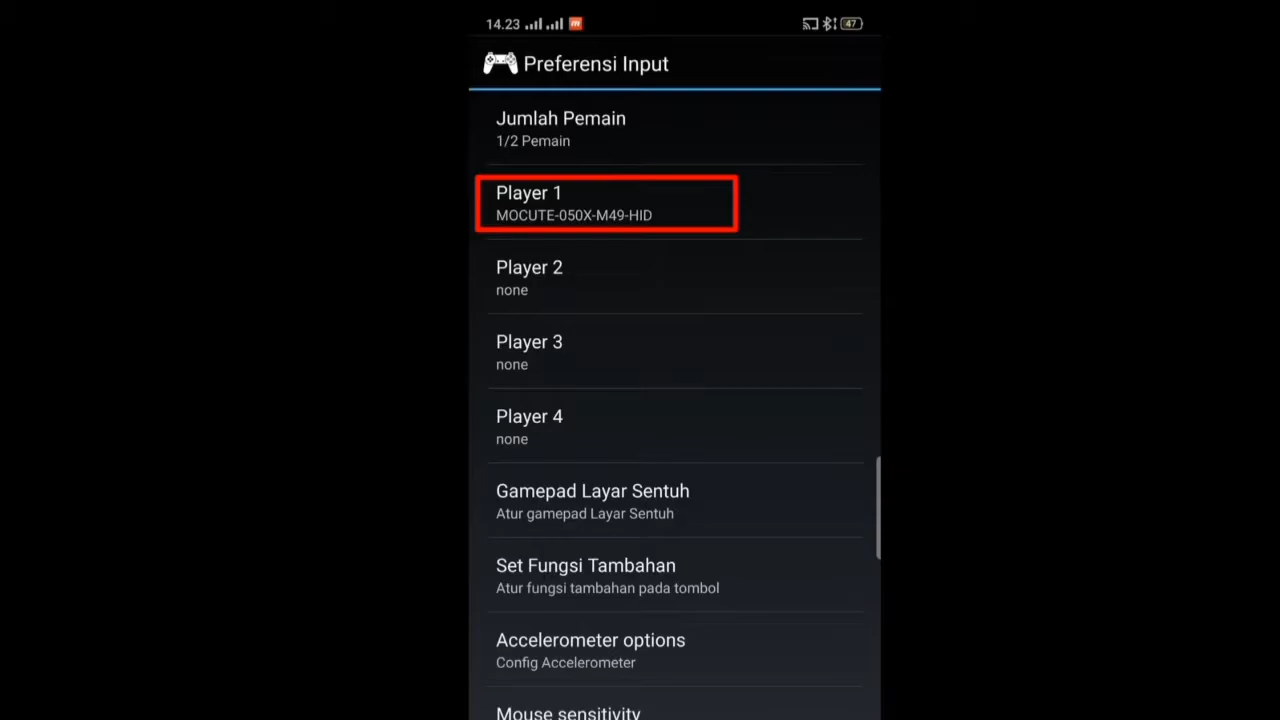 14.23
47
Preferensi Input
Jumlah Pemain
1/2 Pemain
Player 1
MOCUTE-050X-M49-HID
Player 2
none
Player 3
none
Player 4
none
Gamepad Layar Sentuh
Atur gamepad Layar Sentuh
Set Fungsi Tambahan
Atur fungsi tambahan pada tombol
Accelerometer options
Config Accelerometer
Mouse sensitivity